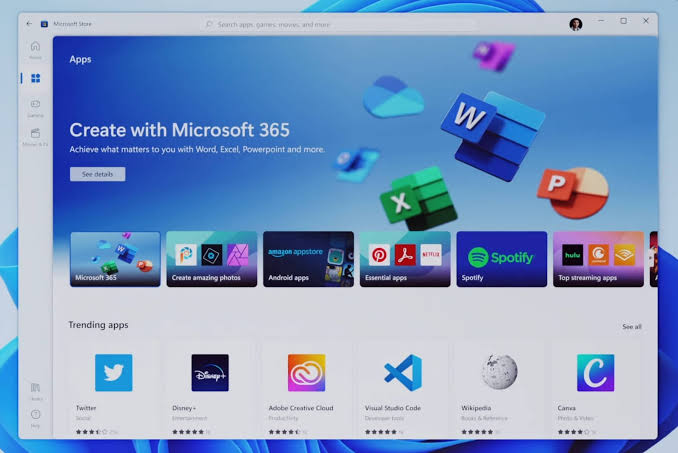 Microsoft Store
Search apps, games, movies, and more
Home
Apps
Gaming
Movies & TV
Create with Microsoft 365
Achieve what matters to you with Word, Excel, Powerpoint and more.
See details
W
X
P
Microsoft 365
Create amazing photos
amazon appstore
Android apps
NETFLIX
Essential apps
Spotify
Spotify
hulu
crunchyroll
Top streaming apps
A
Trending apps
See all
Disney+
C
Twitter
Disney+
Adobe Creative Cloud
Visual Studio Code
Wikipedia
Canva
Social
Entertainment
Productivity
Developer tools
Books & Reference
Photo & Video
Library
Help